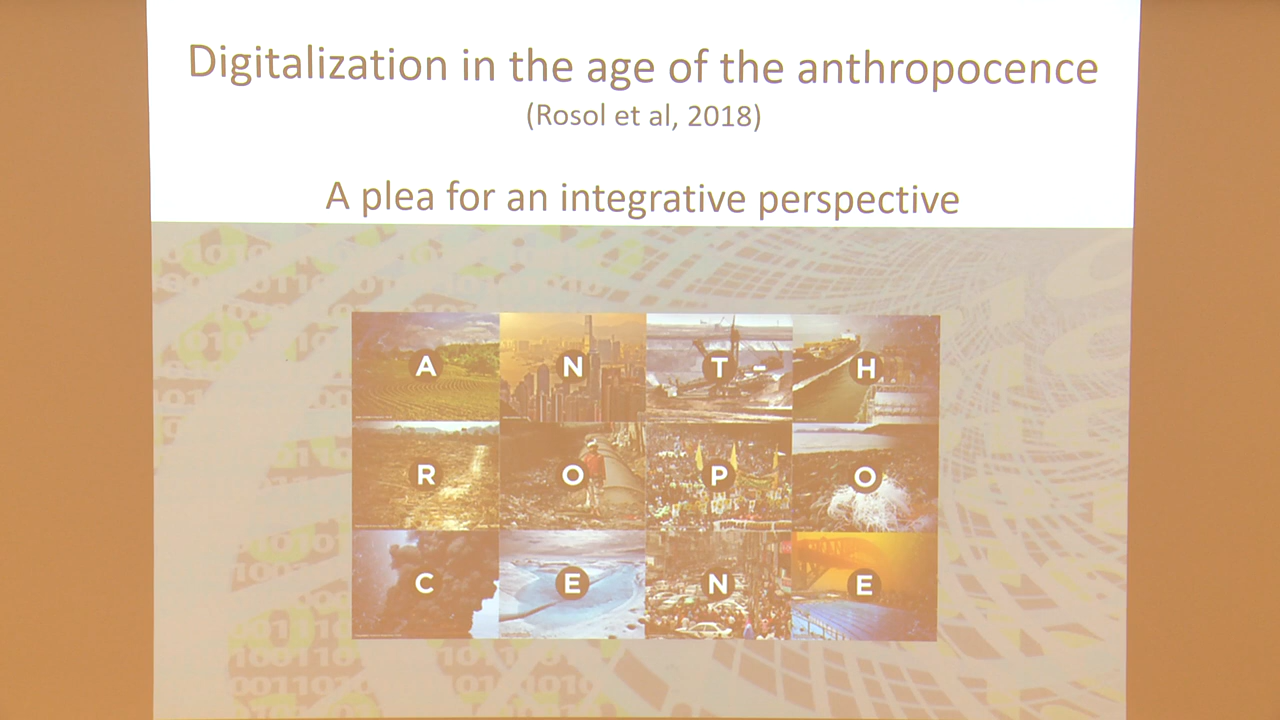 Digitalization in the age of the anthropocence
(Rosol et al, 2018)
A plea for an integrative perspective
A N T H
R O P O
C E N E